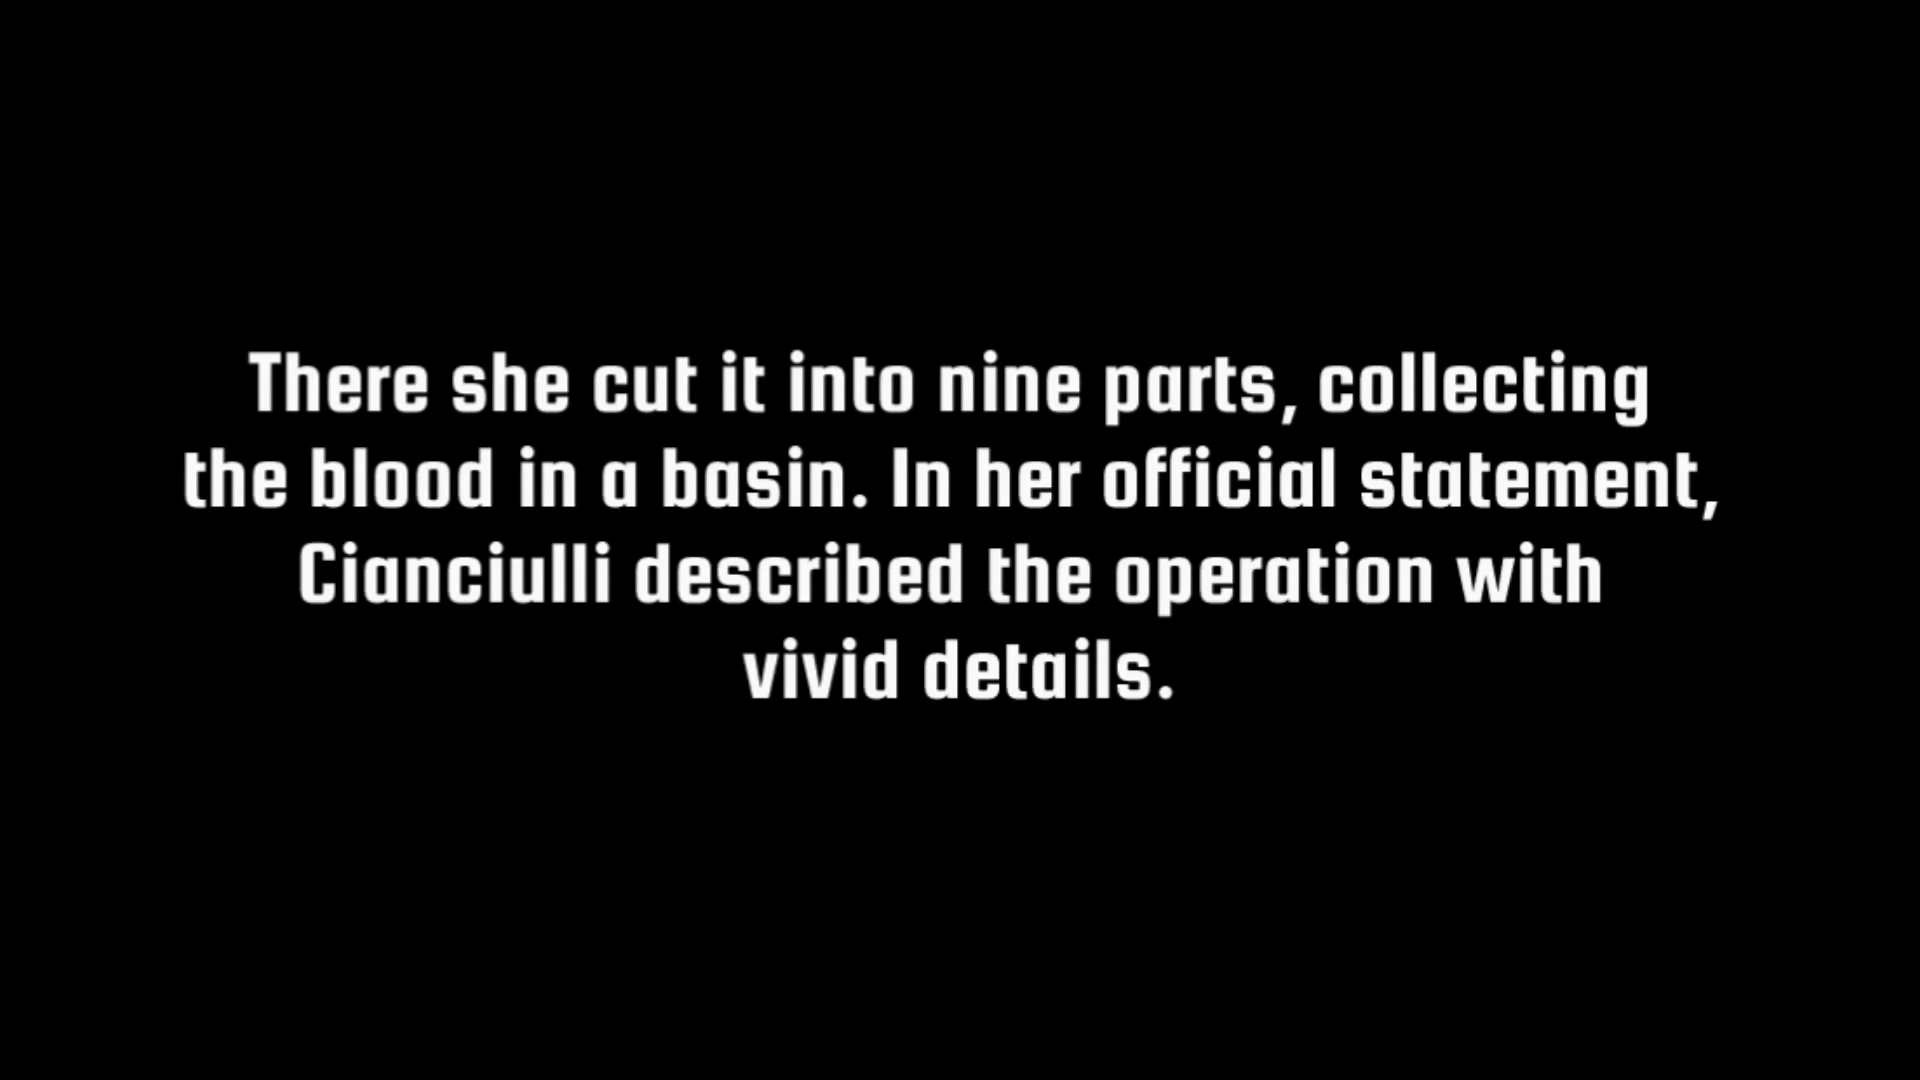 There she cut it into nine parts, collecting
the blood in a basin. In her official statement,
Cianciulli described the operation with
vivid details.